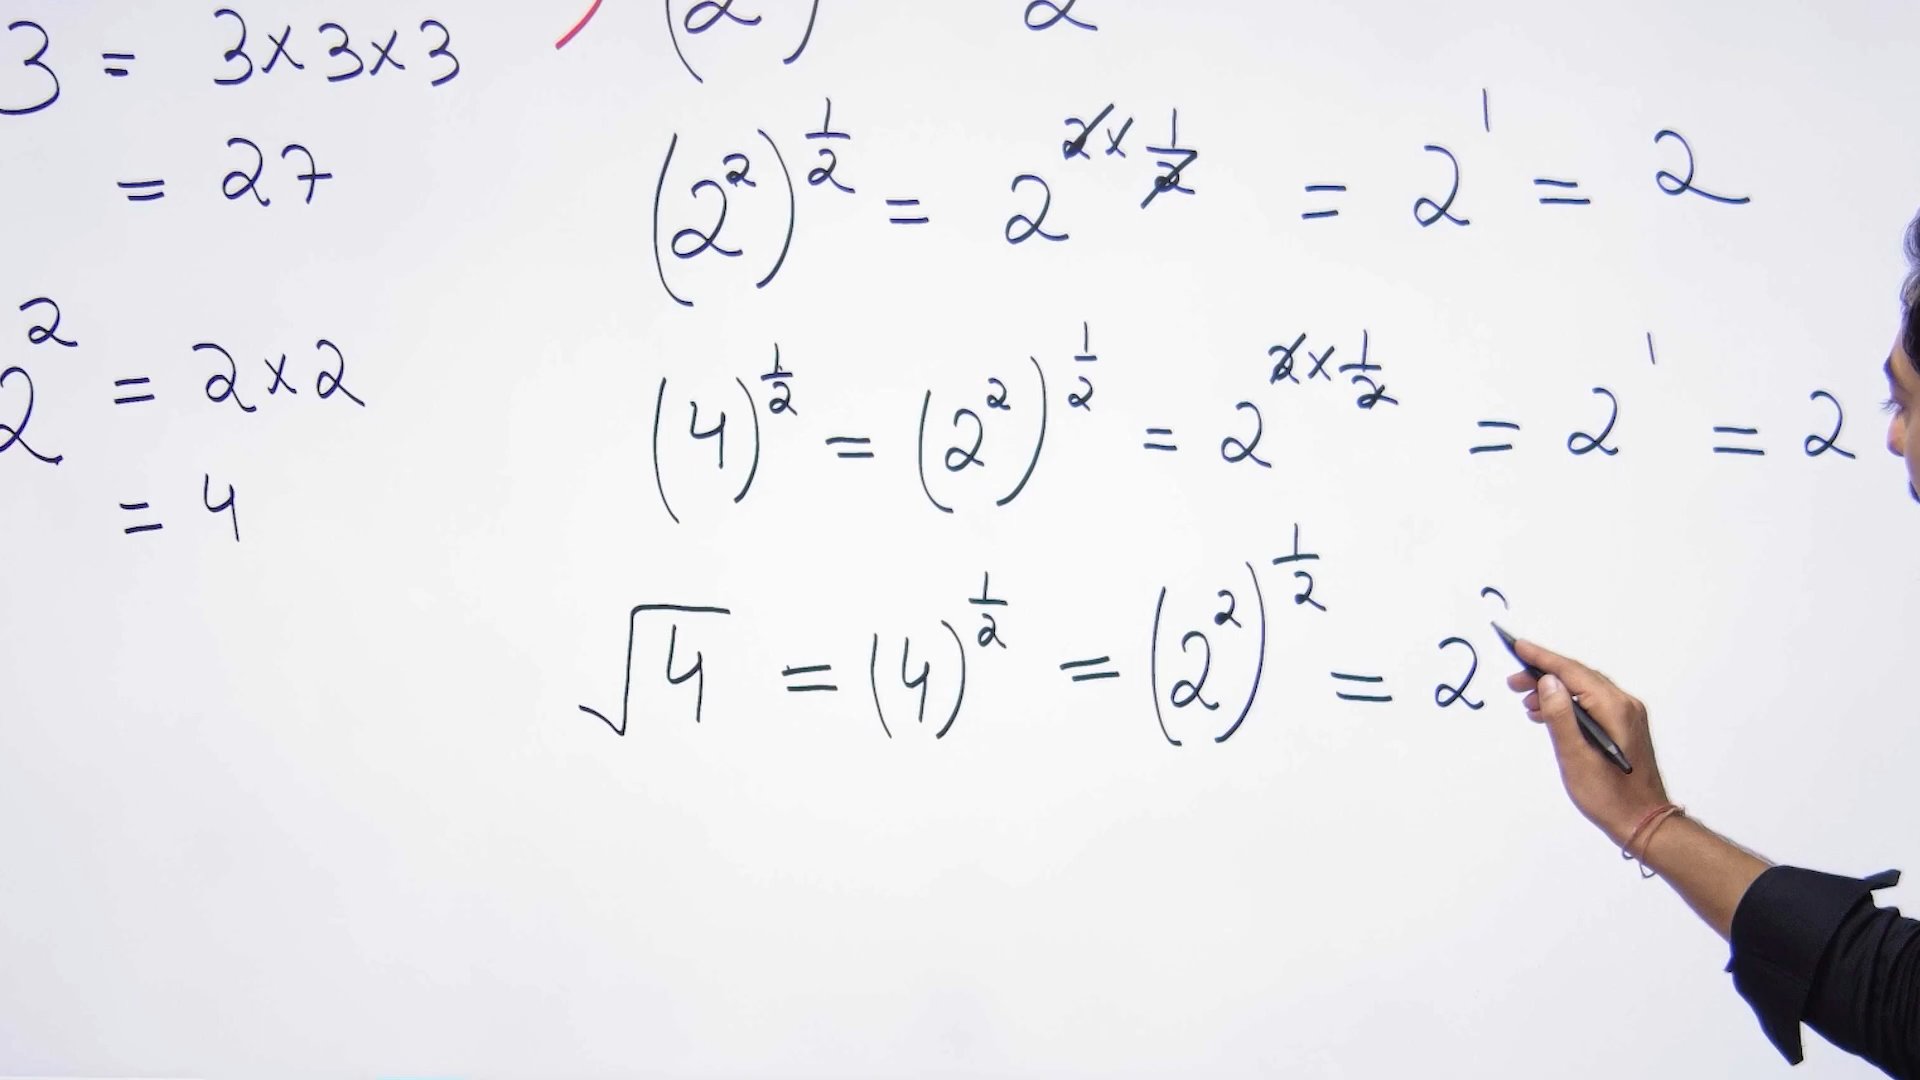 3 = 3×3×3
= 27
2² = 2×2
= 4
(2 ) 2
(2²)^½ = 2^(2×½) = 2¹ = 2
(4)^½ = (2²)^½ = 2^(2×½) = 2¹ = 2
√4 = (4)^½ = (2²)^½ = 2